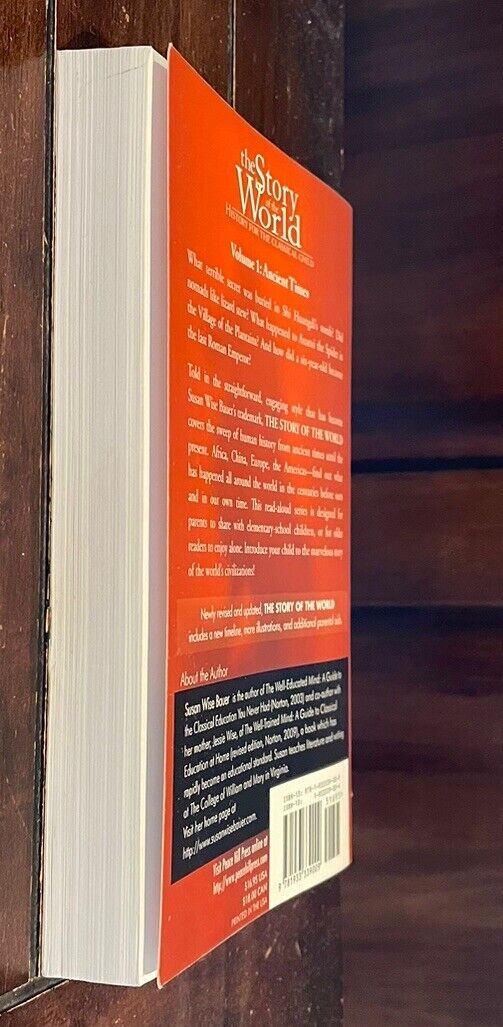 the Story
of the
World
HISTORY FOR THE CLASSICAL CHILD
Volume 1: Ancient Times
What terrible secret was buried in Shi Huangdi's tomb? Did
nomads like lizard stew? What happened to Anansi the Spider in
the Village of the Plantains? And how did a six-year-old become
the last Roman Emperor?
Told in the straightforward, engaging style that has become
Susan Wise Bauer's trademark, THE STORY OF THE WORLD
covers the sweep of human history from ancient times until the
present. Africa, China, Europe, the Americas—find out what
has happened all around the world in the centuries before ours
and in our own time. This read-aloud series is designed for
parents to share with elementary-school children, or for older
readers to enjoy alone. Introduce your child to the marvelous story
of the world's civilizations!
Newly revised and updated, THE STORY OF THE WORLD
includes a new timeline, more illustrations, and additional parental aids.
About the Author
Susan Wise Bauer is the author of The Well-Educated Mind: A Guide to
the Classical Education You Never Had (Norton, 2003) and co-author with
her mother, Jessie Wise, of The Well-Trained Mind: A Guide to Classical
Education at Home (revised edition, Norton, 2009), a book which has
rapidly become an educational standard. Susan teaches literature and writing
at The College of William and Mary in Virginia.
Visit her home page at
http://www.susanwisebauer.com.
Visit Peace Hill Press online at
http://www.peacehillpress.com
$16.95 USA
$18.00 CAN
PRINTED IN THE USA
51695>
9 781933 339009